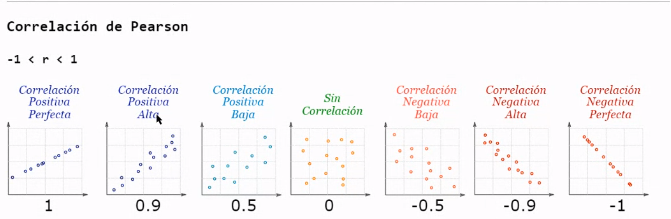 Correlación de Pearson
-1 < r < 1
Correlación
Positiva
Perfecta
Correlación
Positiva
Alta
Correlación
Positiva
Baja
Sin
Correlación
Correlación
Negativa
Baja
Correlación
Negativa
Alta
Correlación
Negativa
Perfecta
1
0.9
0.5
0
-0.5
-0.9
-1